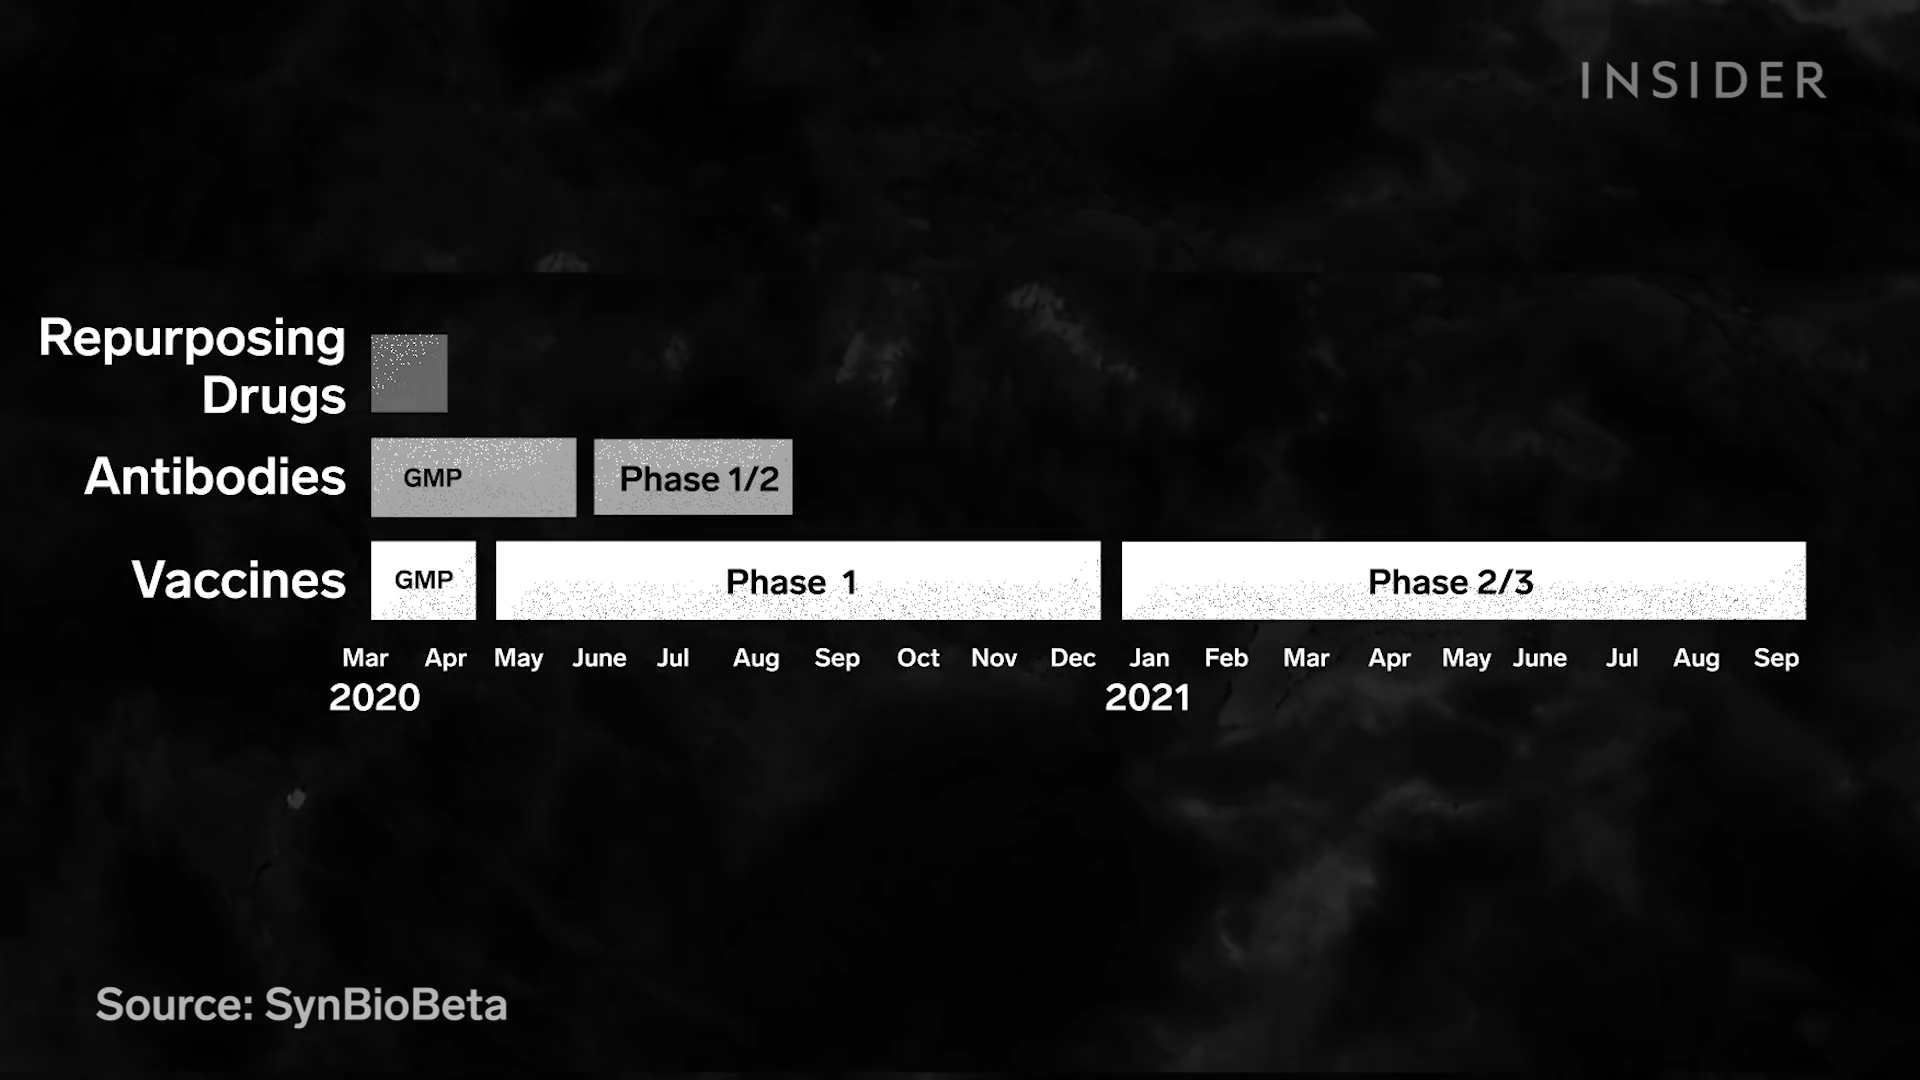 INSIDER
Repurposing
Drugs
Antibodies
GMP
Phase 1/2
Vaccines
GMP
Phase 1
Phase 2/3
Mar Apr May June Jul Aug Sep Oct Nov Dec Jan Feb Mar Apr May June Jul Aug Sep
2020 2021
Source: SynBioBeta